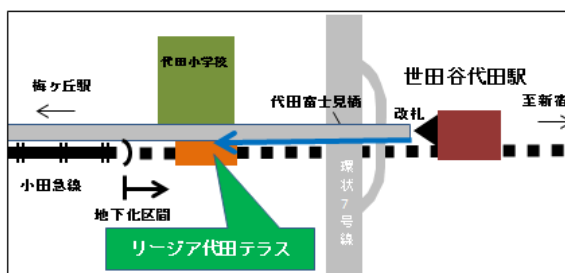 代田小学校
世田谷代田駅
梅ヶ丘駅
代田富士見橋
改札
至新宿
環状7号線
小田急線
地下化区間
リージア代田テラス